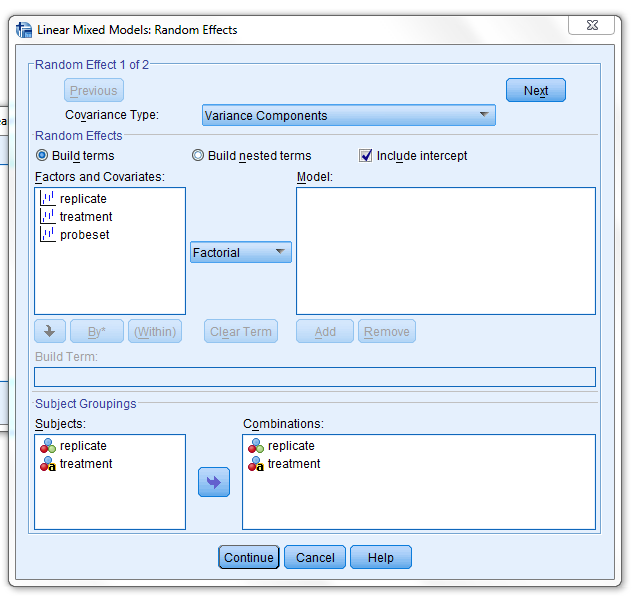 Linear Mixed Models: Random Effects
ea
Random Effect 1 of 2
Previous
Next
Covariance Type:
Variance Components
Random Effects
Build terms
Build nested terms
Include intercept
Factors and Covariates:
Model:
replicate
treatment
probeset
Factorial
By*
(Within)
Clear Term
Add
Remove
Build Term:
Subject Groupings
Subjects:
Combinations:
replicate
replicate
a treatment
a treatment
Continue
Cancel
Help